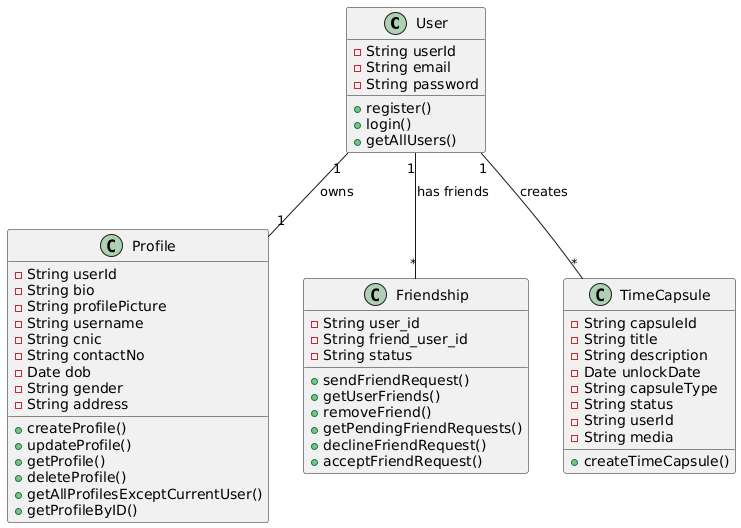 C User
String userId
String email
String password
register()
login()
getAllUsers()
1 1 1
owns has friends creates
1 * *
C Profile
String userId
String bio
String profilePicture
String username
String cnic
String contactNo
Date dob
String gender
String address
createProfile()
updateProfile()
getProfile()
deleteProfile()
getAllProfilesExceptCurrentUser()
getProfileByID()
C Friendship
String user_id
String friend_user_id
String status
sendFriendRequest()
getUserFriends()
removeFriend()
getPendingFriendRequests()
declineFriendRequest()
acceptFriendRequest()
C TimeCapsule
String capsuleId
String title
String description
Date unlockDate
String capsuleType
String status
String userId
String media
createTimeCapsule()